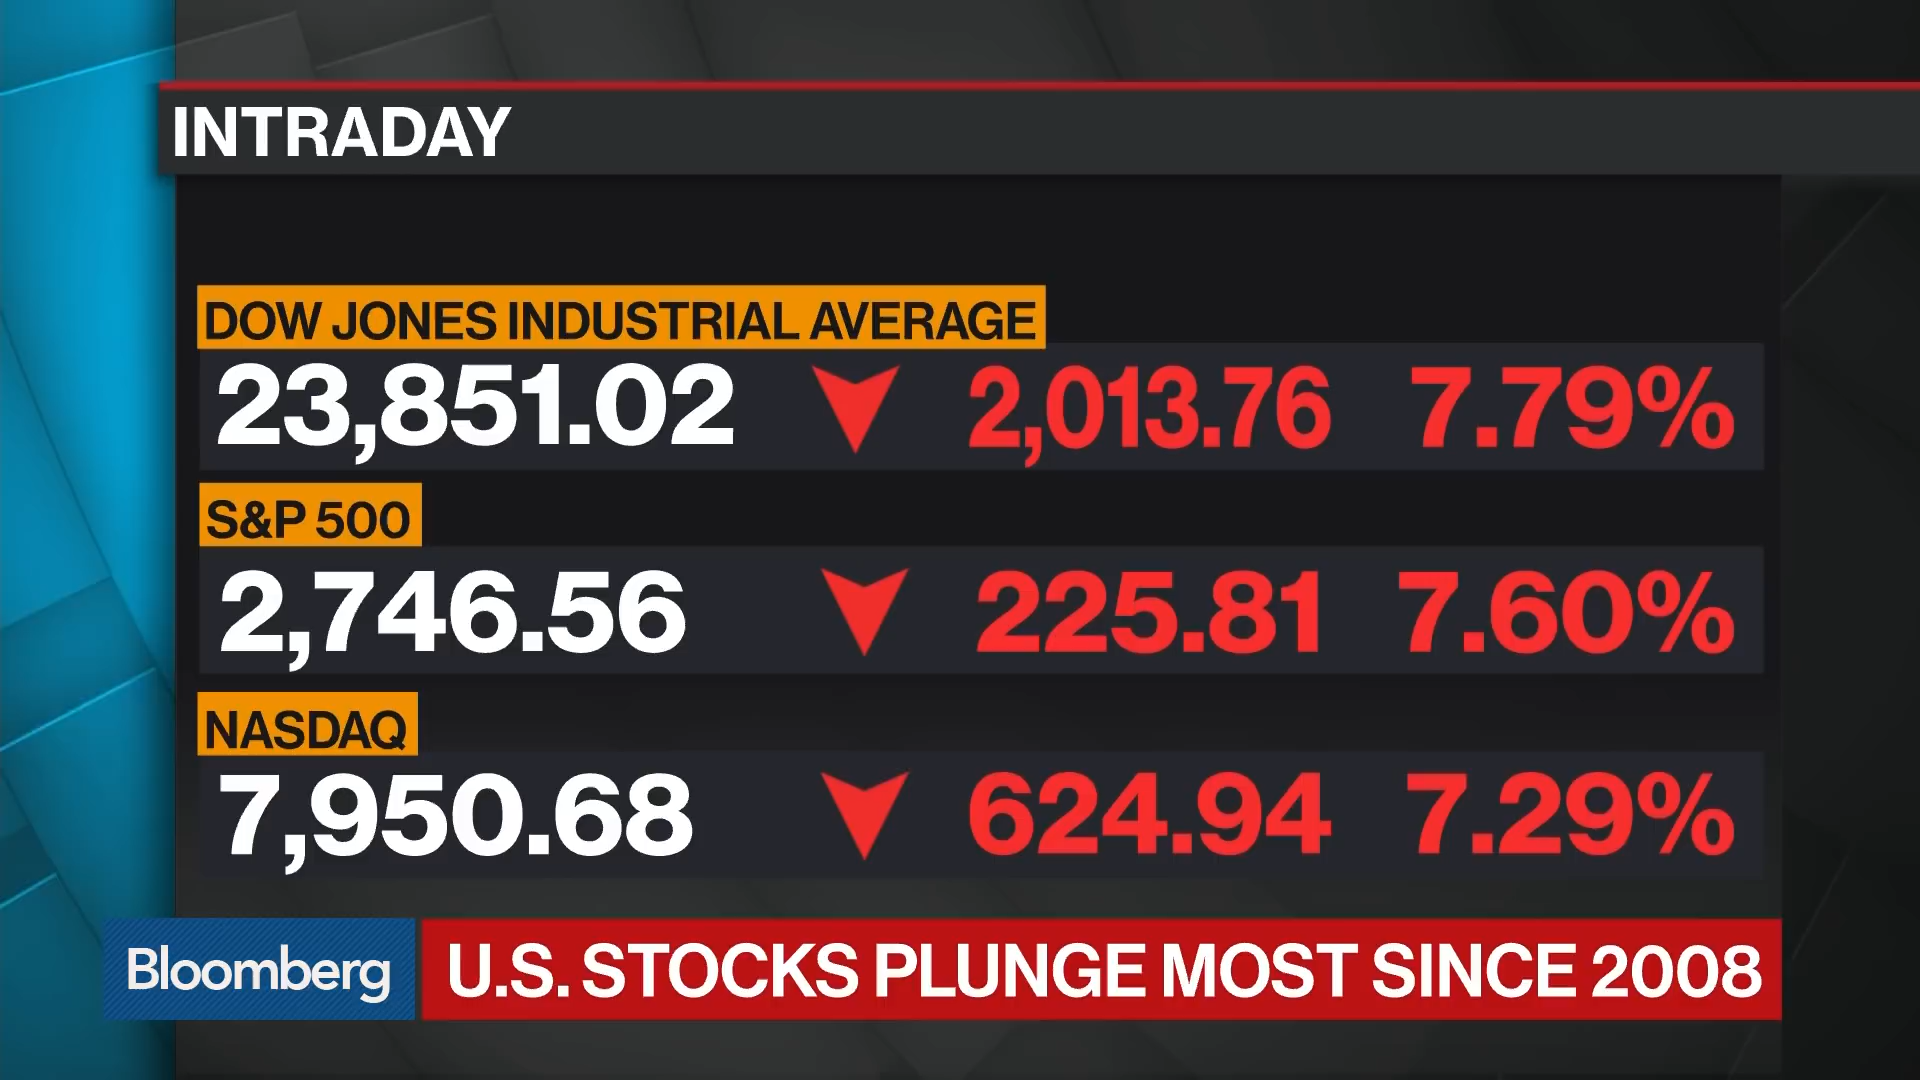 INTRADAY
DOW JONES INDUSTRIAL AVERAGE
23,851.02 2,013.76 7.79%
S&P 500
2,746.56 225.81 7.60%
NASDAQ
7,950.68 624.94 7.29%
Bloomberg U.S. STOCKS PLUNGE MOST SINCE 2008